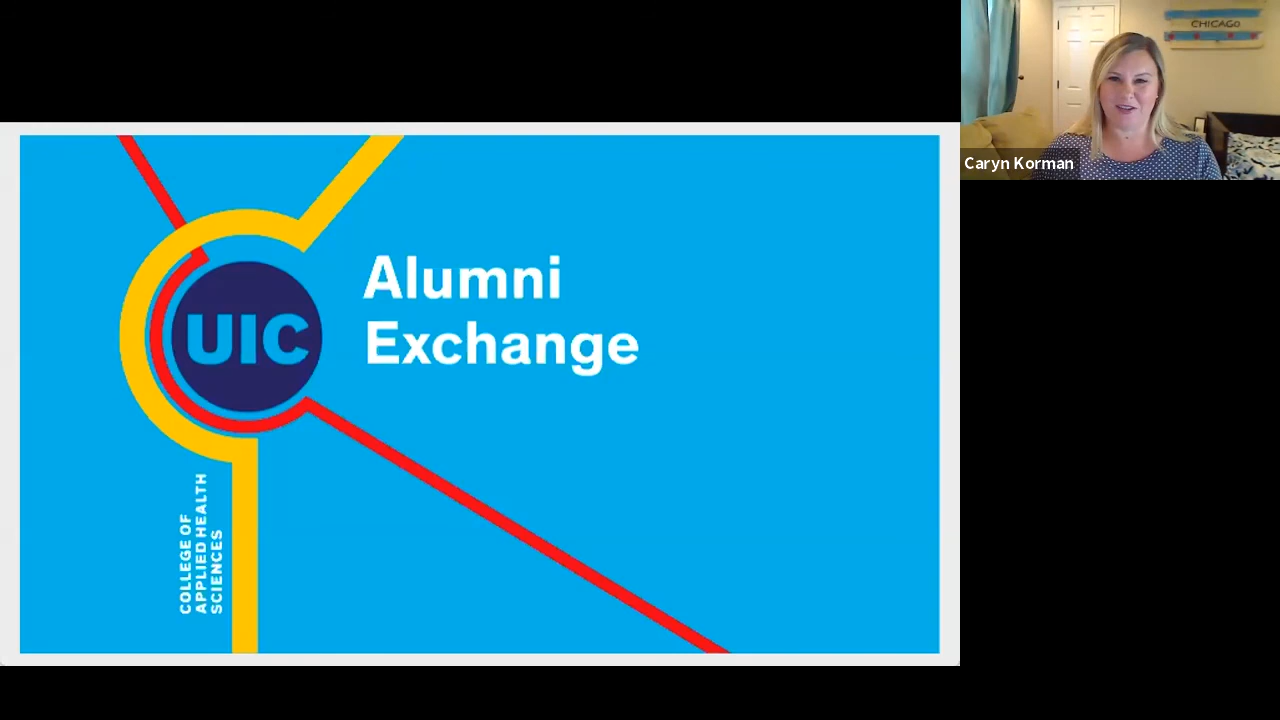 CHICAGO
Caryn Korman
Alumni
Exchange
UIC
COLLEGE OF
APPLIED HEALTH
SCIENCES